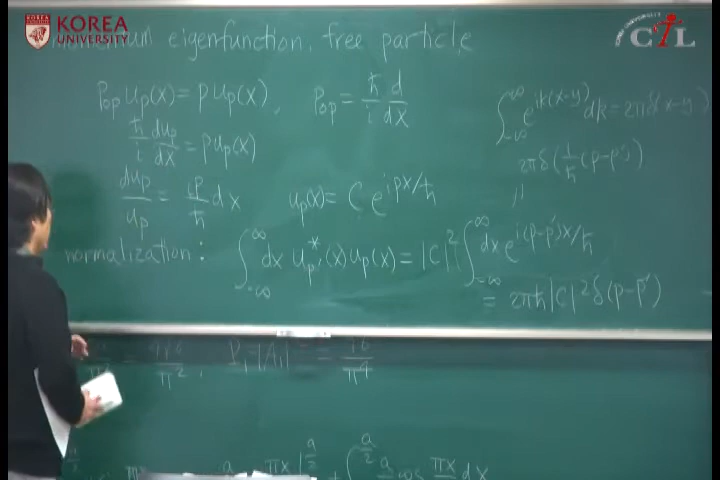 KOREA
UNIVERSITY
CTL
eigenfunction, free particle
P_op u_p(x) = p u_p(x), P_op = ħ/i d/dx
∫_{-∞}^{∞} e^{ik(x-y)} dk = 2πδ(x-y)
ħ/i du_p/dx = p u_p(x)
2πδ(1/ħ(p-p')
du_p/u_p = ip/ħ dx u_p(x) = C e^{ipx/ħ}
normalization: ∫_{-∞}^{∞} dx u_{p'}^*(x) u_p(x) = |C|^2 ∫_{-∞}^{∞} dx e^{i(p-p')x/ħ}
= 2πħ|C|^2 δ(p-p')